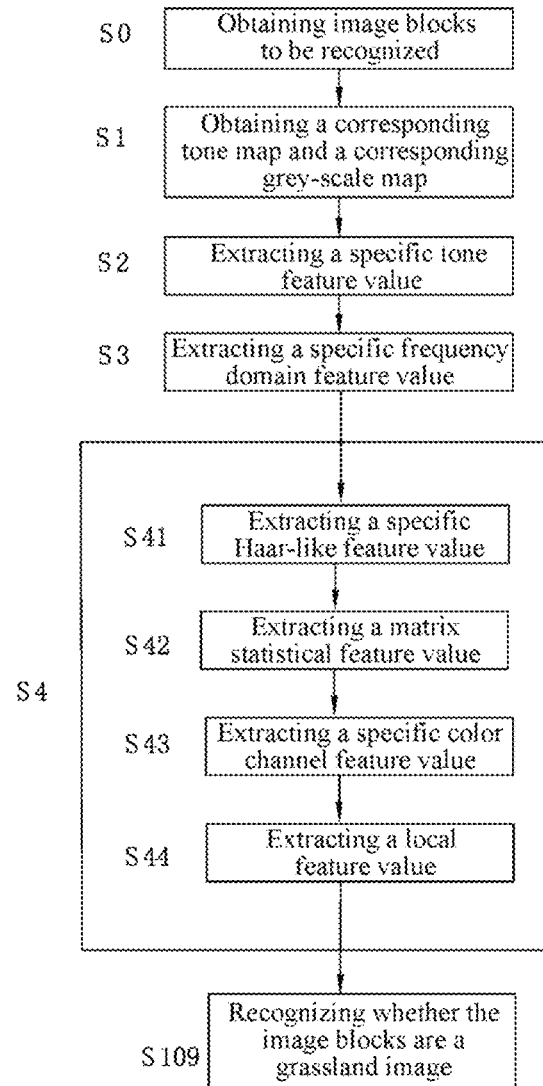 S0
Obtaining image blocks
to be recognized
S1
Obtaining a corresponding
tone map and a corresponding
grey-scale map
S2
Extracting a specific tone
feature value
S3
Extracting a specific frequency
domain feature value
S4
S41
Extracting a specific
Haar-like feature value
S42
Extracting a matrix
statistical feature value
S43
Extracting a specific color
channel feature value
S44
Extracting a local
feature value
S109
Recognizing whether the
image blocks are a
grassland image